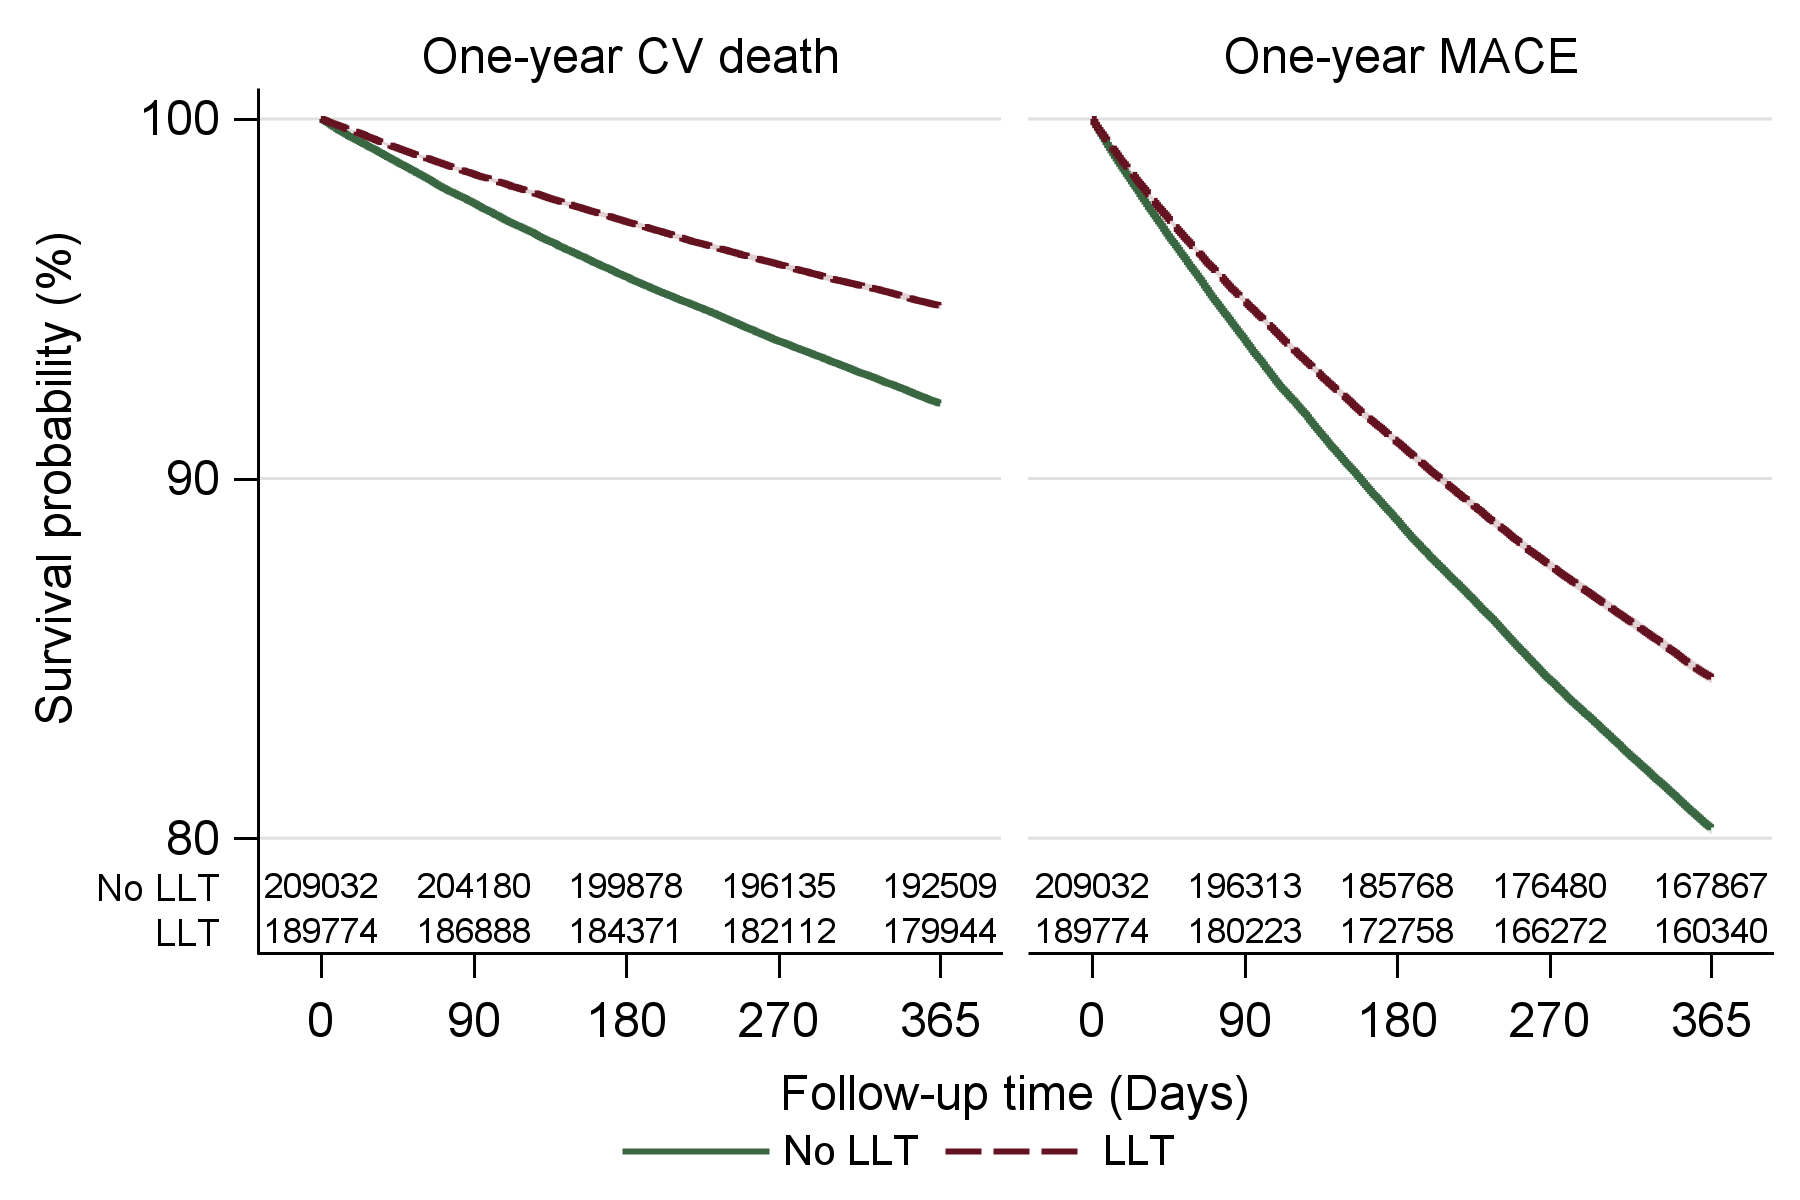 One-year CV death
One-year MACE
Survival probability (%)
100
90
80
No LLT 209032 204180 199878 196135 192509 209032 196313 185768 176480 167867
LLT 189774 186888 184371 182112 179944 189774 180223 172758 166272 160340
0 90 180 270 365 0 90 180 270 365
Follow-up time (Days)
No LLT LLT